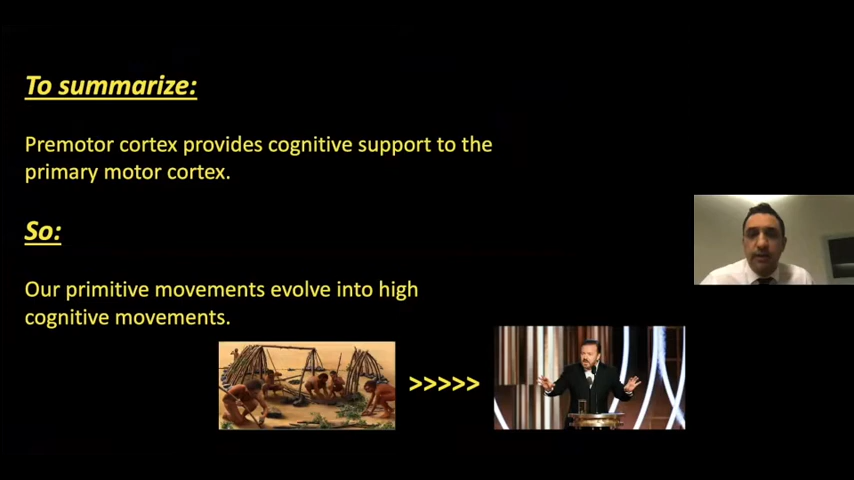 To summarize:
Premotor cortex provides cognitive support to the
primary motor cortex.
So:
Our primitive movements evolve into high
cognitive movements.
>>>>>